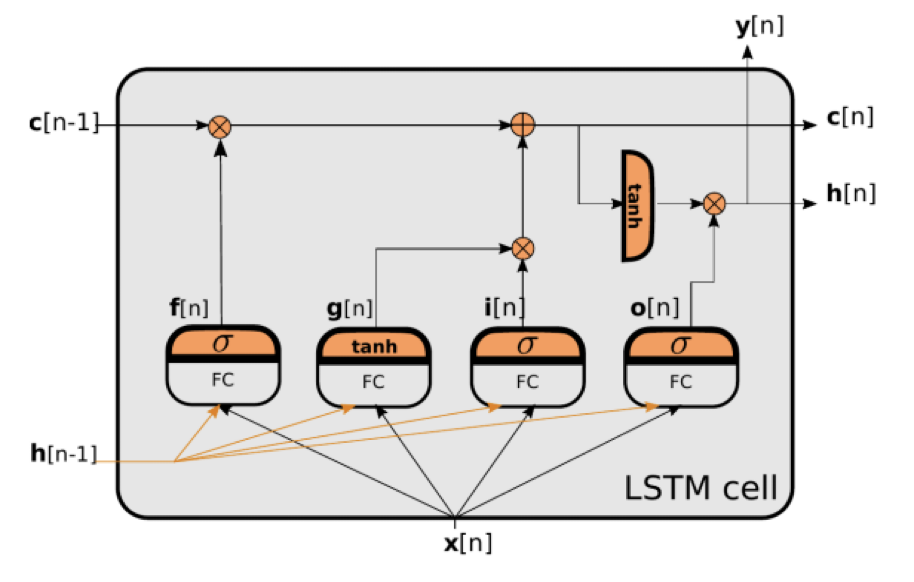 y[n]
c[n-1]
c[n]
tanh
h[n]
f[n]
g[n]
i[n]
o[n]
σ
tanh
σ
σ
FC
FC
FC
FC
h[n-1]
LSTM cell
x[n]